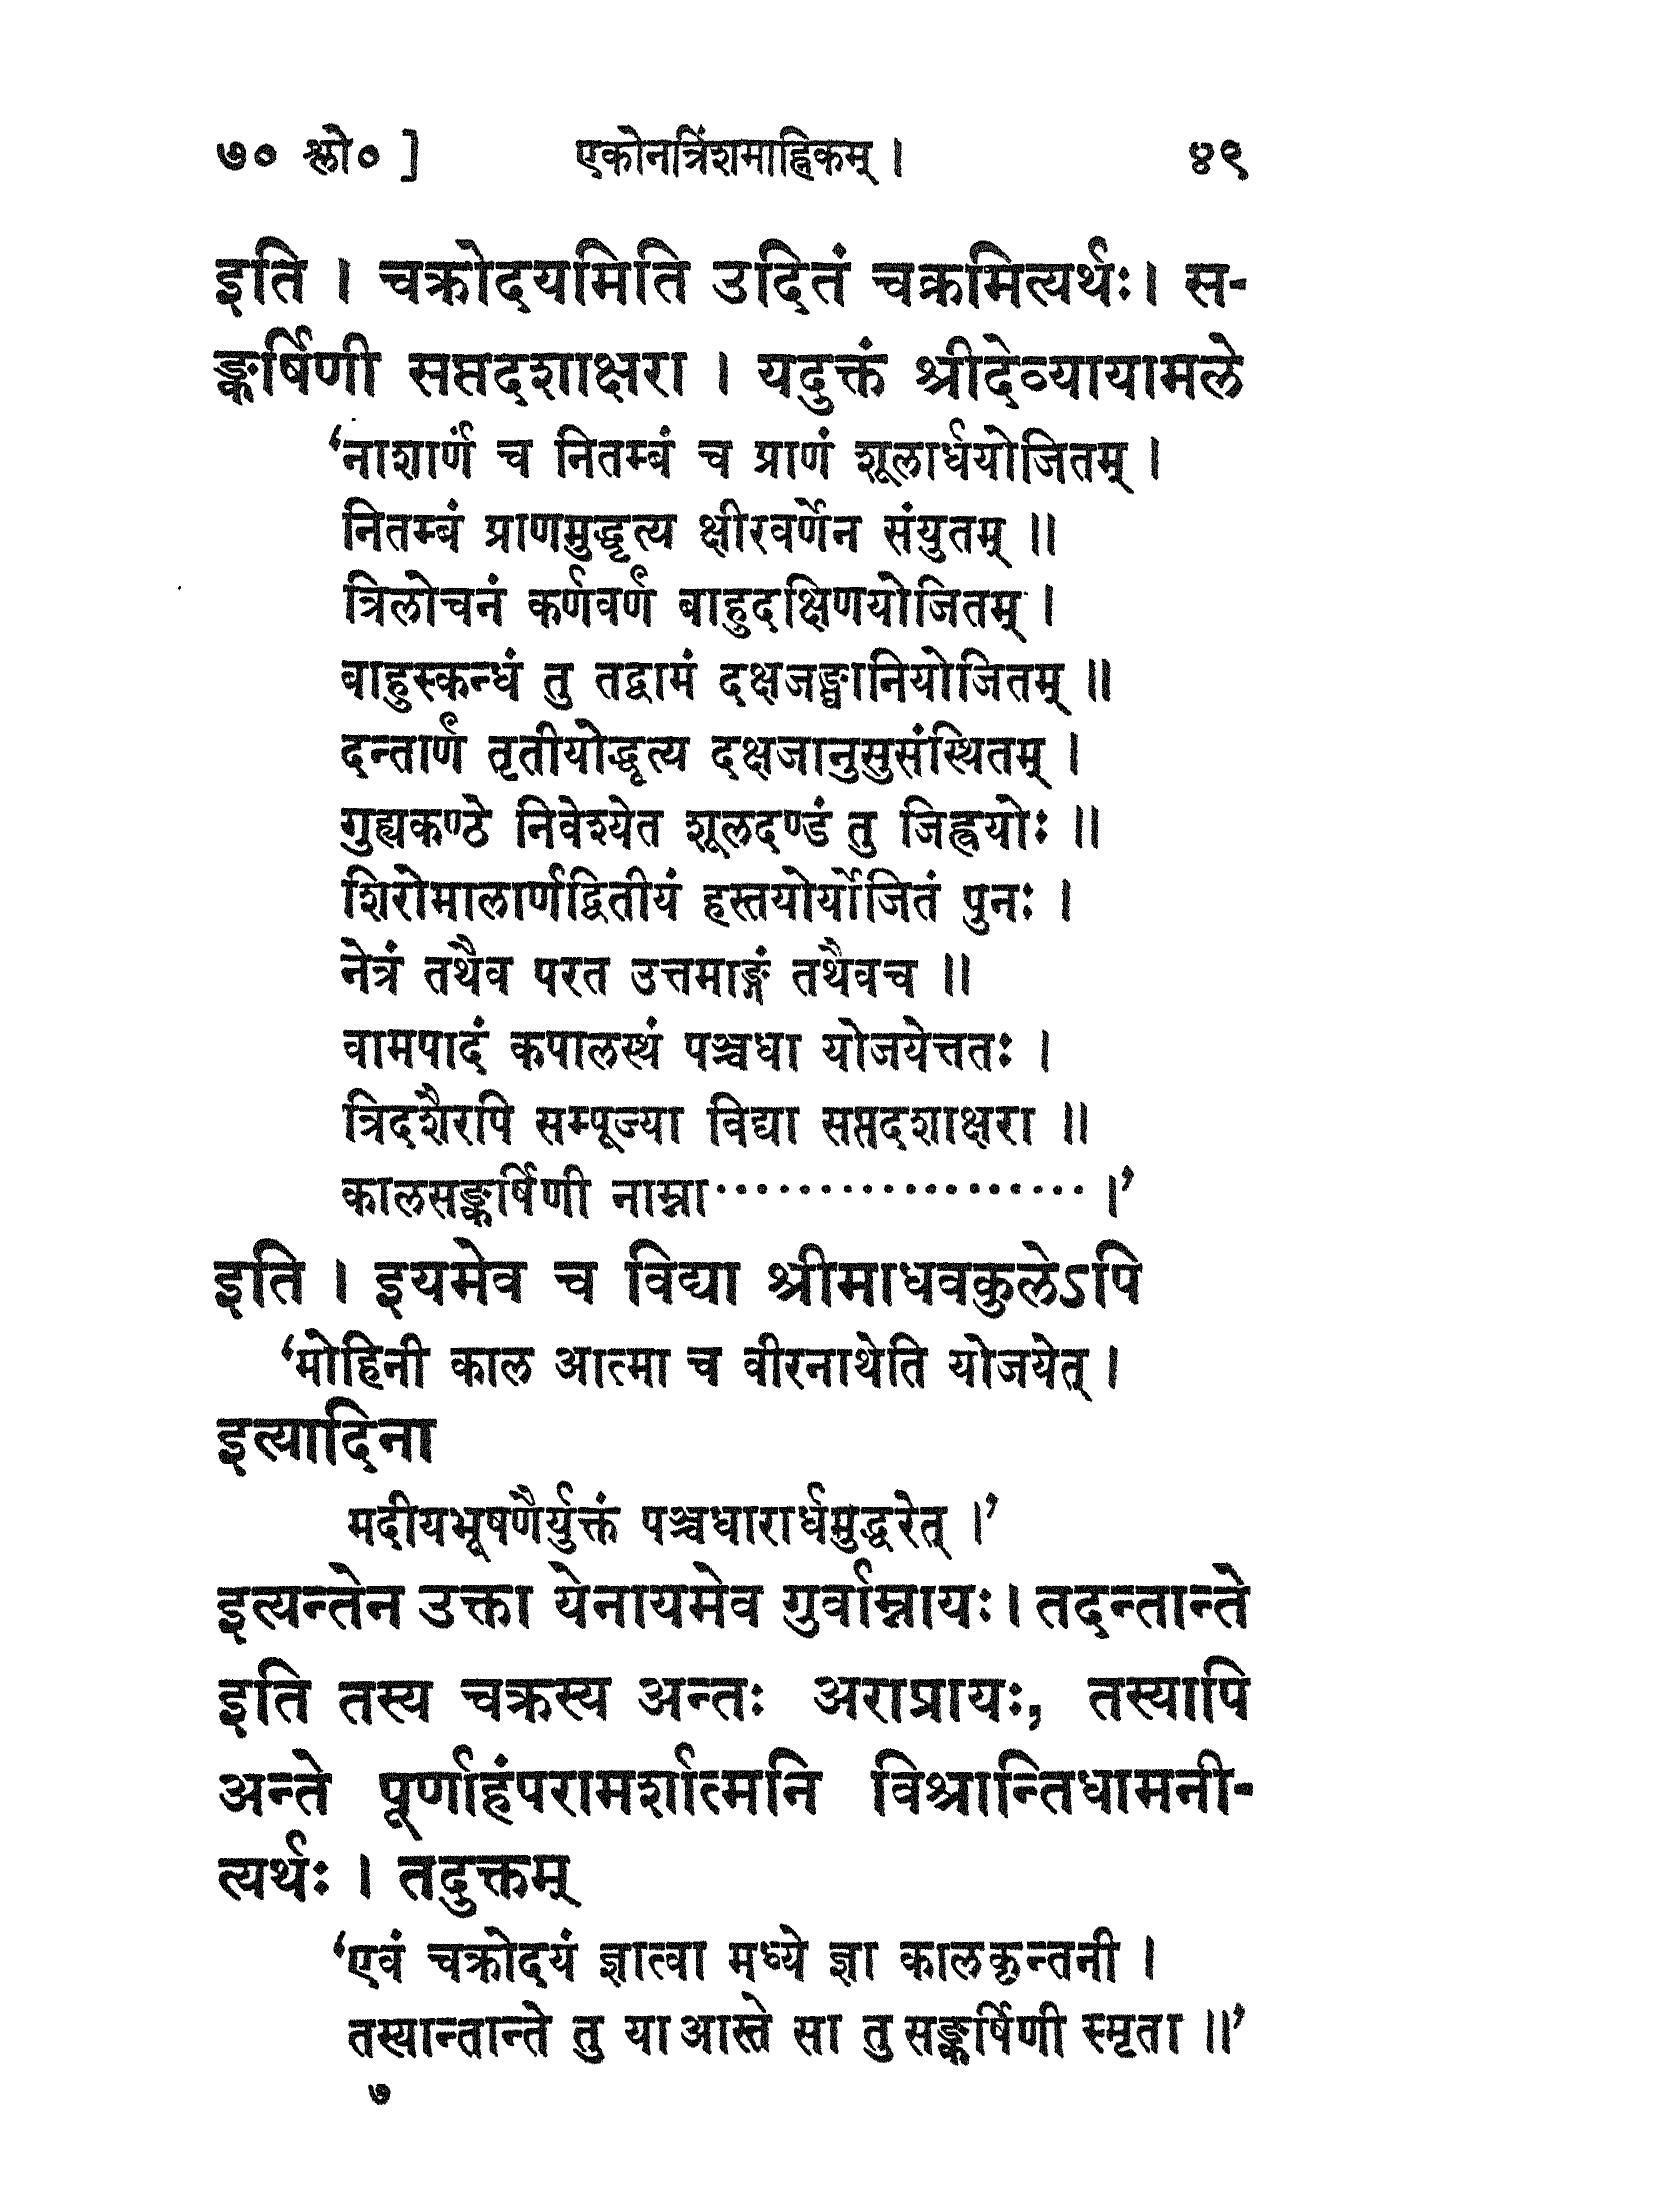 ७० श्लो० ] एकोनत्रिंशमाह्निकम् । ४९
इति । चक्रोदयमिति उदितं चक्रमित्यर्थः। स-
ङ्कर्षिणी सप्तदशाक्षरा । यदुक्तं श्रीदेव्यायामले
‘नाशार्णं च नितम्बं च प्राणं शूलार्धयोजितम् ।
नितम्बं प्राणमुद्धृत्य क्षीरवर्णेन संयुतम् ॥
त्रिलोचनं कर्णवर्णं बाहुदक्षिणयोजितम् ।
बाहुस्कन्धं तु तद्वामं दक्षजङ्घानियोजितम् ॥
दन्तार्णं तृतीयोद्धृत्य दक्षजानुसुसंस्थितम् ।
गुह्यकण्ठे निवेश्येत शूलदण्डं तु जिह्वयोः ॥
शिरोमालार्णद्वितीयं हस्तयोर्योजितं पुनः ।
नेत्रं तथैव परत उत्तमाङ्गं तथैवच ॥
वामपादं कपालस्थं पञ्चधा योजयेत्ततः ।
त्रिदशैरपि सम्पूज्या विद्या सप्तदशाक्षरा ॥
कालसङ्कर्षिणी नाम्ना·················· ।’
इति । इयमेव च विद्या श्रीमाधवकुलेऽपि
‘मोहिनी काल आत्मा च वीरनाथेति योजयेत् ।
इत्यादिना
मदीयभूषणैर्युक्तं पञ्चधारार्धमुद्धरेत् ।’
इत्यन्तेन उक्ता येनायमेव गुर्वाम्नायः। तदन्तान्ते
इति तस्य चक्रस्य अन्तः अराप्रायः, तस्यापि
अन्ते पूर्णाहंपरामर्शात्मनि विश्रान्तिधामनी-
त्यर्थः । तदुक्तम्
‘एवं चक्रोदयं ज्ञात्वा मध्ये ज्ञा कालकृन्तनी ।
तस्यान्तान्ते तु या आस्ते सा तु सङ्कर्षिणी स्मृता ॥’
७